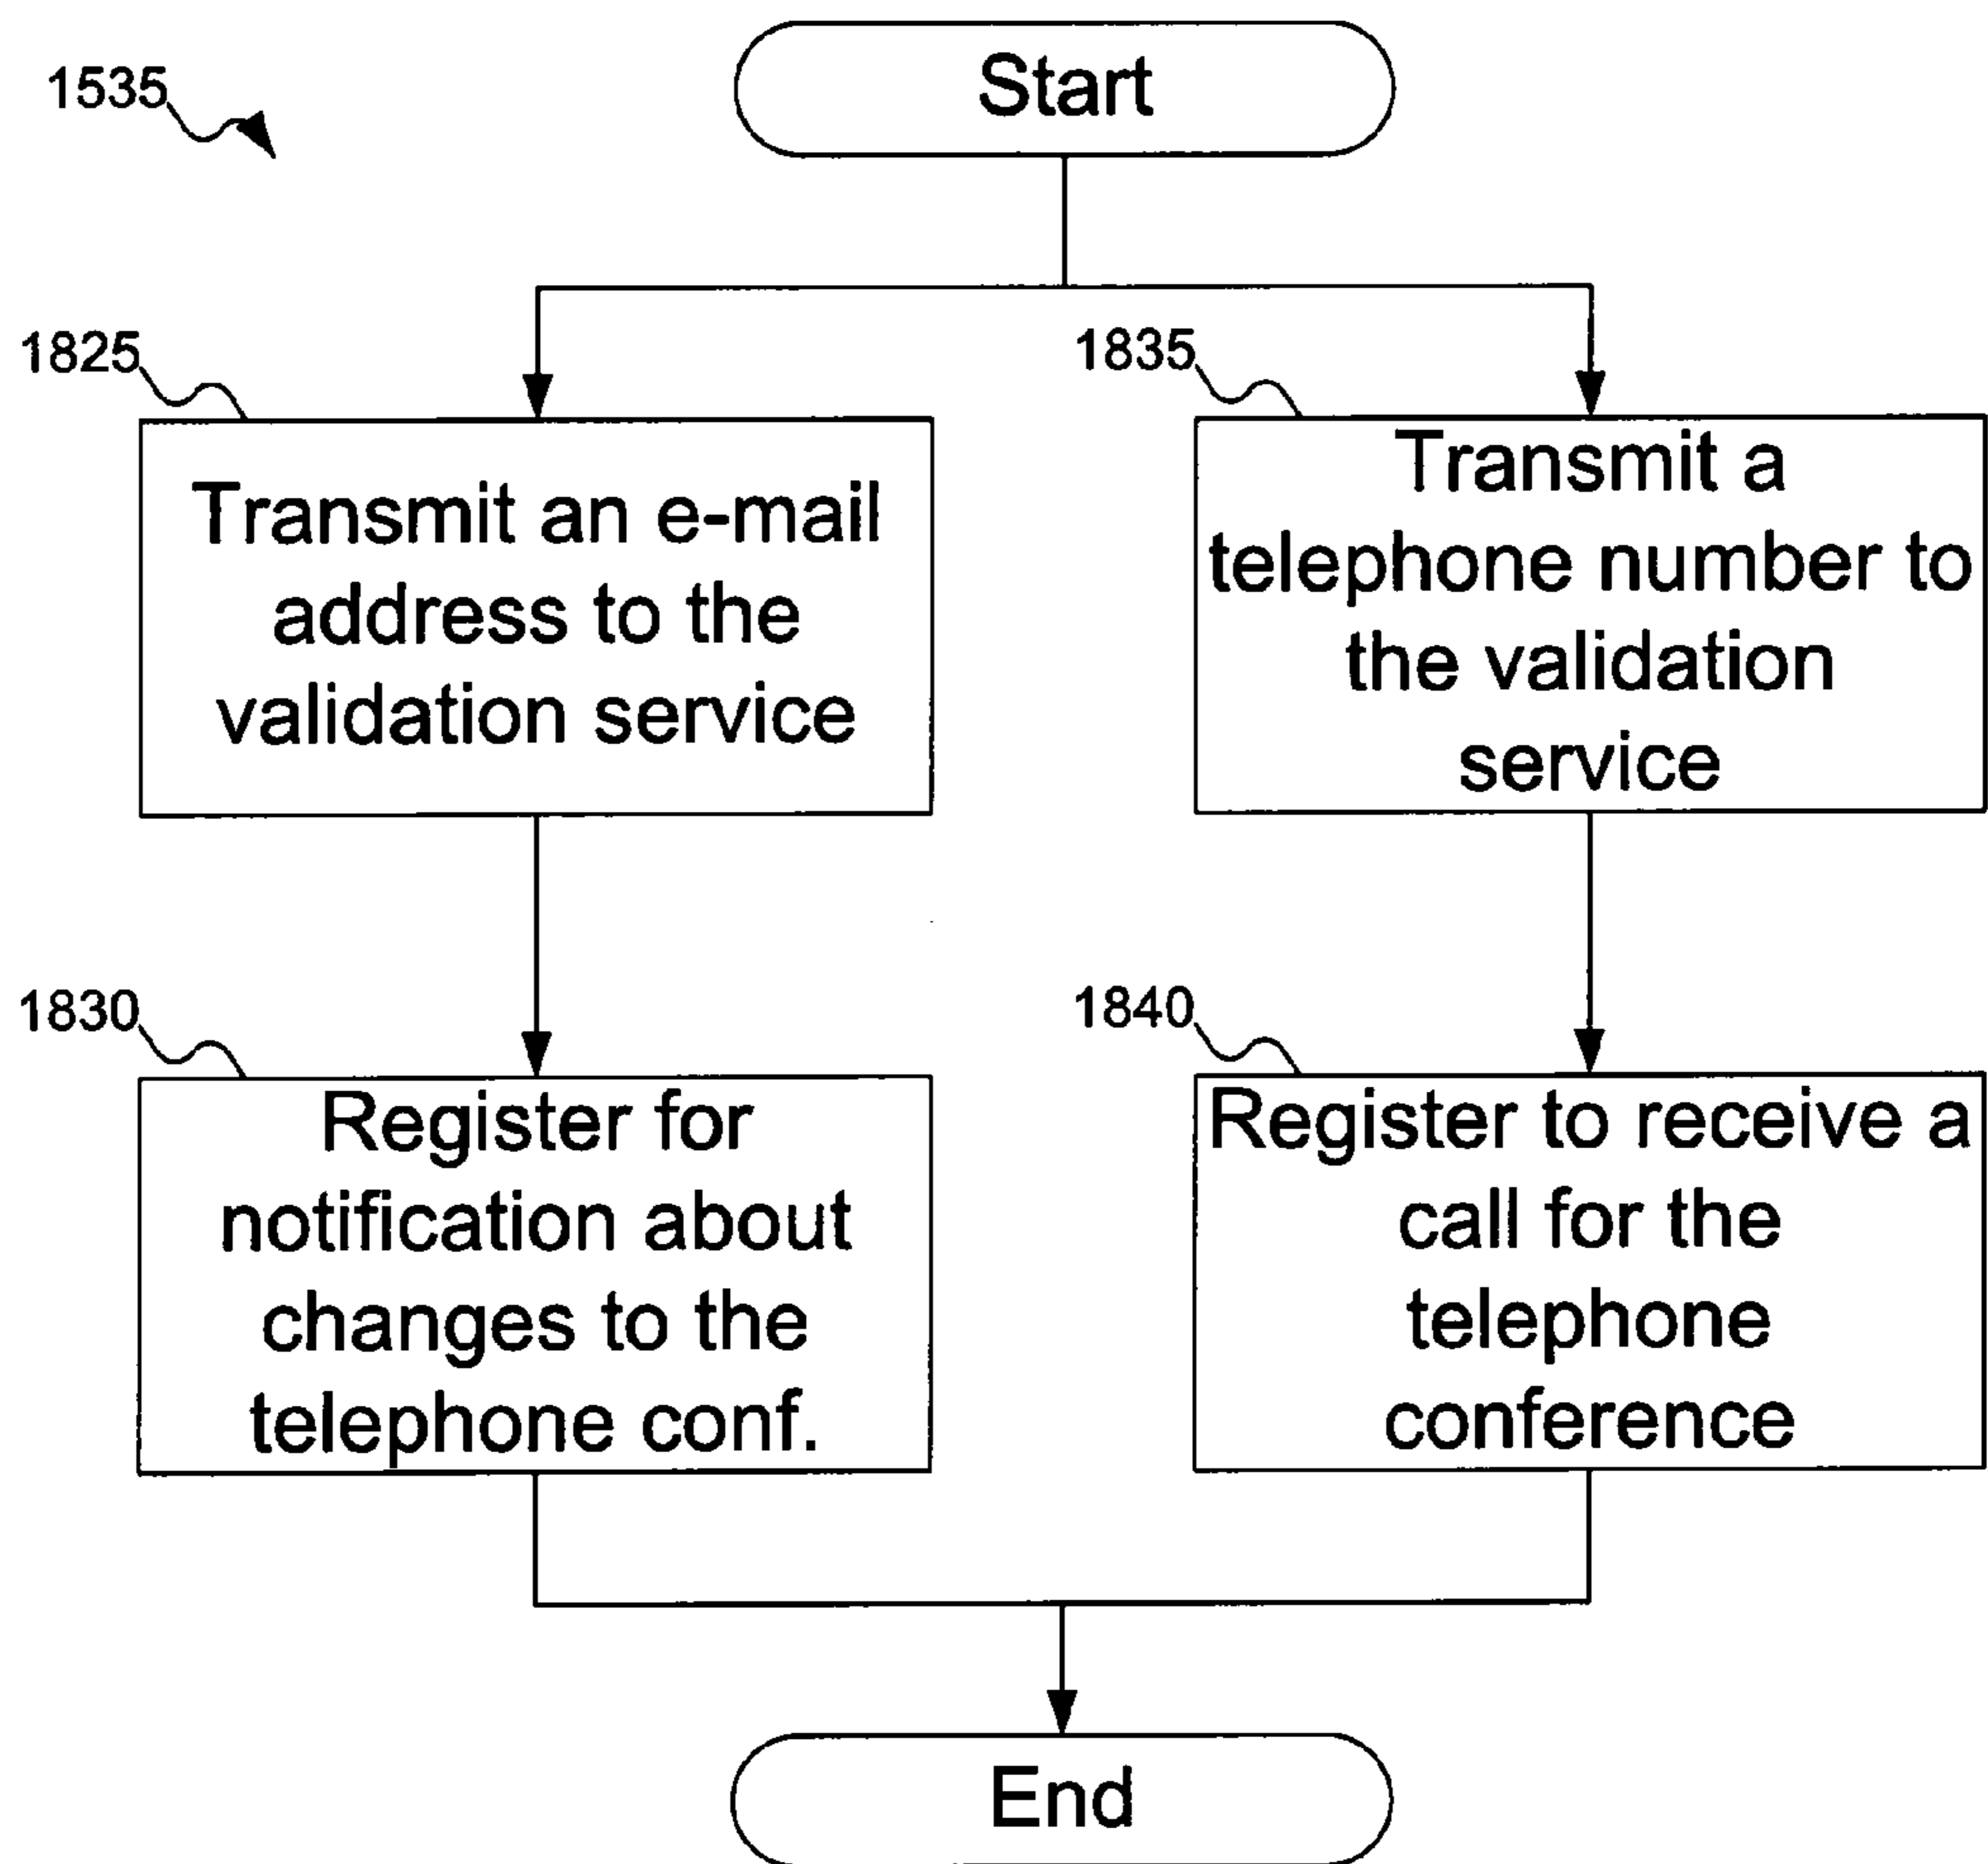 1535
Start
1825
Transmit an e-mail
address to the
validation service
1835
Transmit a
telephone number to
the validation
service
1830
Register for
notification about
changes to the
telephone conf.
1840
Register to receive a
call for the
telephone
conference
End